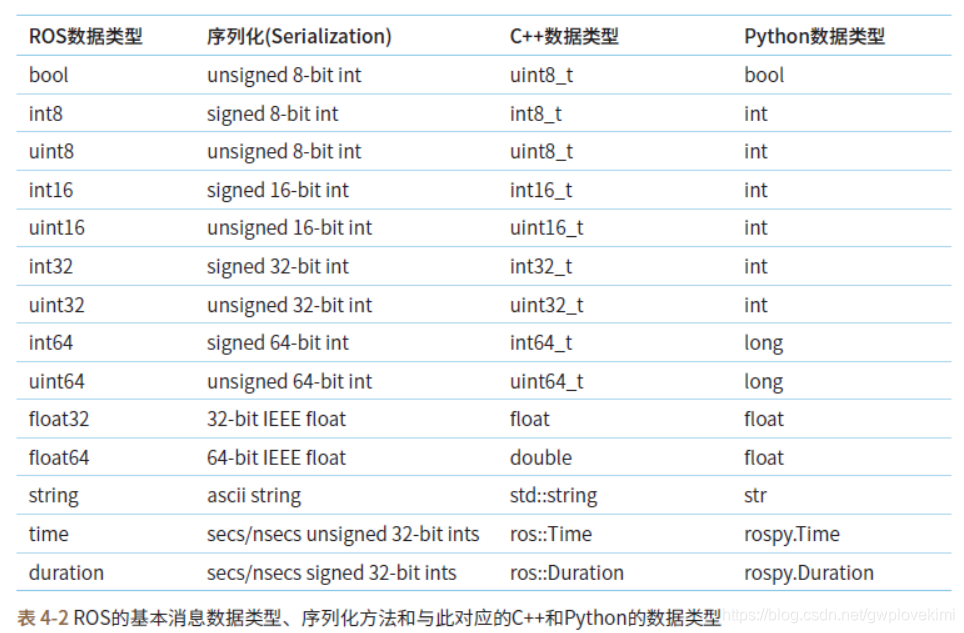 ROS数据类型 序列化(Serialization) C++数据类型 Python数据类型
bool unsigned 8-bit int uint8_t bool
int8 signed 8-bit int int8_t int
uint8 unsigned 8-bit int uint8_t int
int16 signed 16-bit int int16_t int
uint16 unsigned 16-bit int uint16_t int
int32 signed 32-bit int int32_t int
uint32 unsigned 32-bit int uint32_t int
int64 signed 64-bit int int64_t long
uint64 unsigned 64-bit int uint64_t long
float32 32-bit IEEE float float float
float64 64-bit IEEE float double float
string ascii string std::string str
time secs/nsecs unsigned 32-bit ints ros::Time rospy.Time
duration secs/nsecs signed 32-bit ints ros::Duration rospy.Duration
表 4-2 ROS的基本消息数据类型、序列化方法和与此对应的C++和Python的数据类型 https://blog.csdn.net/gwplovekimi